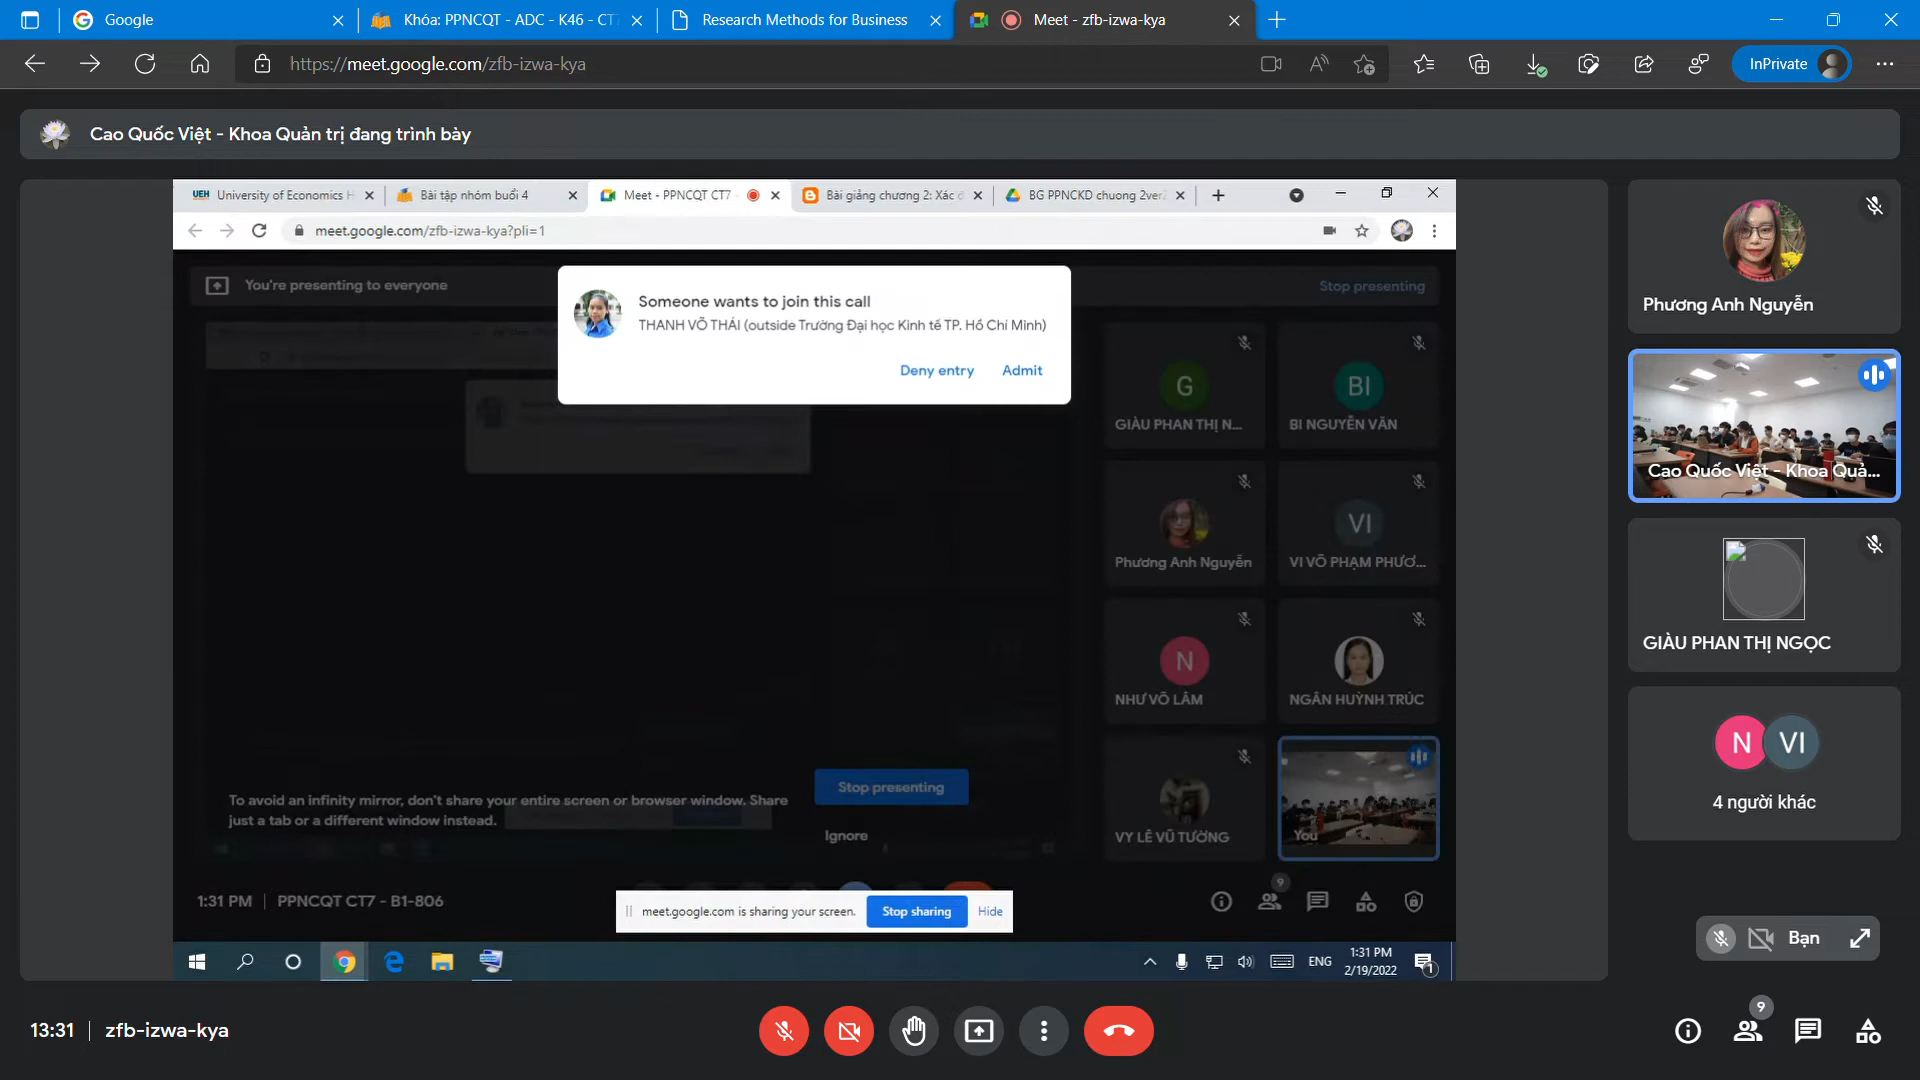 Google
Khóa: PPNCQT - ADC - K46 - CT7
Research Methods for Business
Meet - zfb-izwa-kya
https://meet.google.com/zfb-izwa-kya
InPrivate
Cao Quốc Việt - Khoa Quản trị đang trình bày
University of Economics H
Bài tập nhóm buổi 4
Meet - PPNCQT CT7 -
Bài giảng chương 2: Xác đ
BG PPNCKD chuong 2ver2
meet.google.com/zfb-izwa-kya?pli=1
You're presenting to everyone
Stop presenting
Someone wants to join this call
THANH VÕ THÁI (outside Trường Đại học Kinh tế TP. Hồ Chí Minh)
Deny entry
Admit
G
GIÀU PHAN THỊ N...
BI
BI NGUYỄN VĂN
Phương Anh Nguyễn
VI
VI VÕ PHẠM PHƯƠ...
N
NHƯ VÕ LÂM
NGÂN HUỲNH TRÚC
VY LÊ VŨ TƯỜNG
You
To avoid an infinity mirror, don't share your entire screen or browser window. Share
just a tab or a different window instead.
Stop presenting
Ignore
1:31 PM | PPNCQT CT7 - B1-806
9
meet.google.com is sharing your screen.
Stop sharing
Hide
ENG
1:31 PM
2/19/2022
1
Phương Anh Nguyễn
Cao Quốc Việt - Khoa Quả...
GIÀU PHAN THỊ NGỌC
N
VI
4 người khác
Bạn
13:31 | zfb-izwa-kya
9